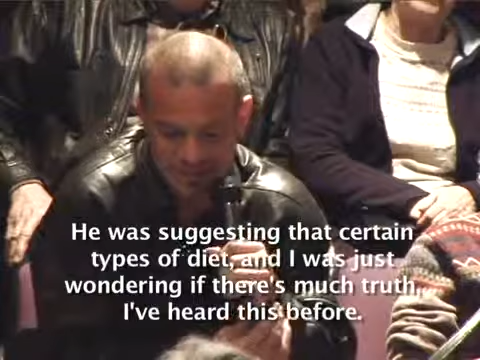 He was suggesting that certain
types of diet, and I was just
wondering if there's much truth,
I've heard this before.